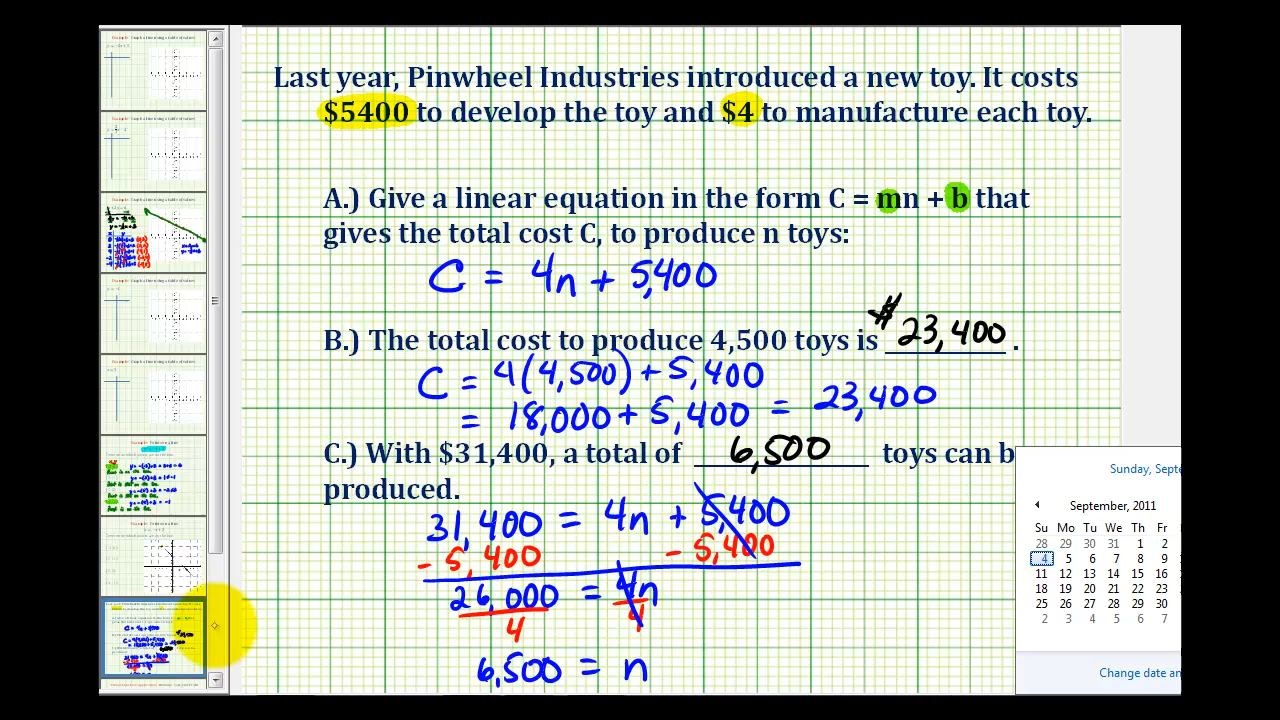 Last year, Pinwheel Industries introduced a new toy. It costs
$5400 to develop the toy and $4 to manufacture each toy.
A.) Give a linear equation in the form C = mn + b that
gives the total cost C, to produce n toys:
C = 4n + 5,400
B.) The total cost to produce 4,500 toys is $23,400 .
C = 4(4,500) + 5,400
= 18,000 + 5,400 = 23,400
C.) With $31,400, a total of 6,500 toys can b
produced.
31,400 = 4n + 5,400
- 5,400 - 5,400
26,000 = 4n
4 4
6,500 = n
Sunday, Septe
September, 2011
Su Mo Tu We Th Fr S
28 29 30 31 1 2
4 5 6 7 8 9
11 12 13 14 15 16
18 19 20 21 22 23
25 26 27 28 29 30
2 3 4 5 6 7
Change date an